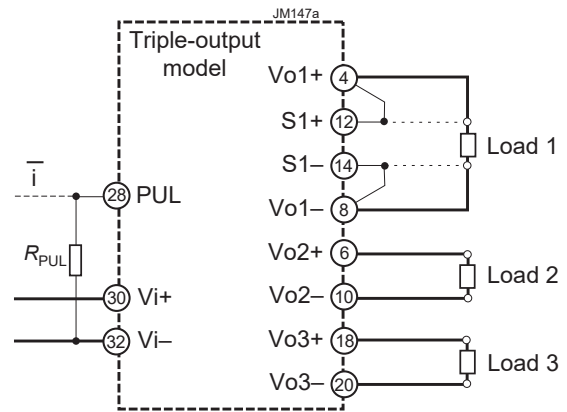 JM147a
Triple-output
model
Vo1+ 4
S1+ 12
S1– 14
Load 1
i
28 PUL
Vo1– 8
Vo2+ 6
RPUL
Load 2
30 Vi+
Vo2– 10
32 Vi–
Vo3+ 18
Load 3
Vo3– 20